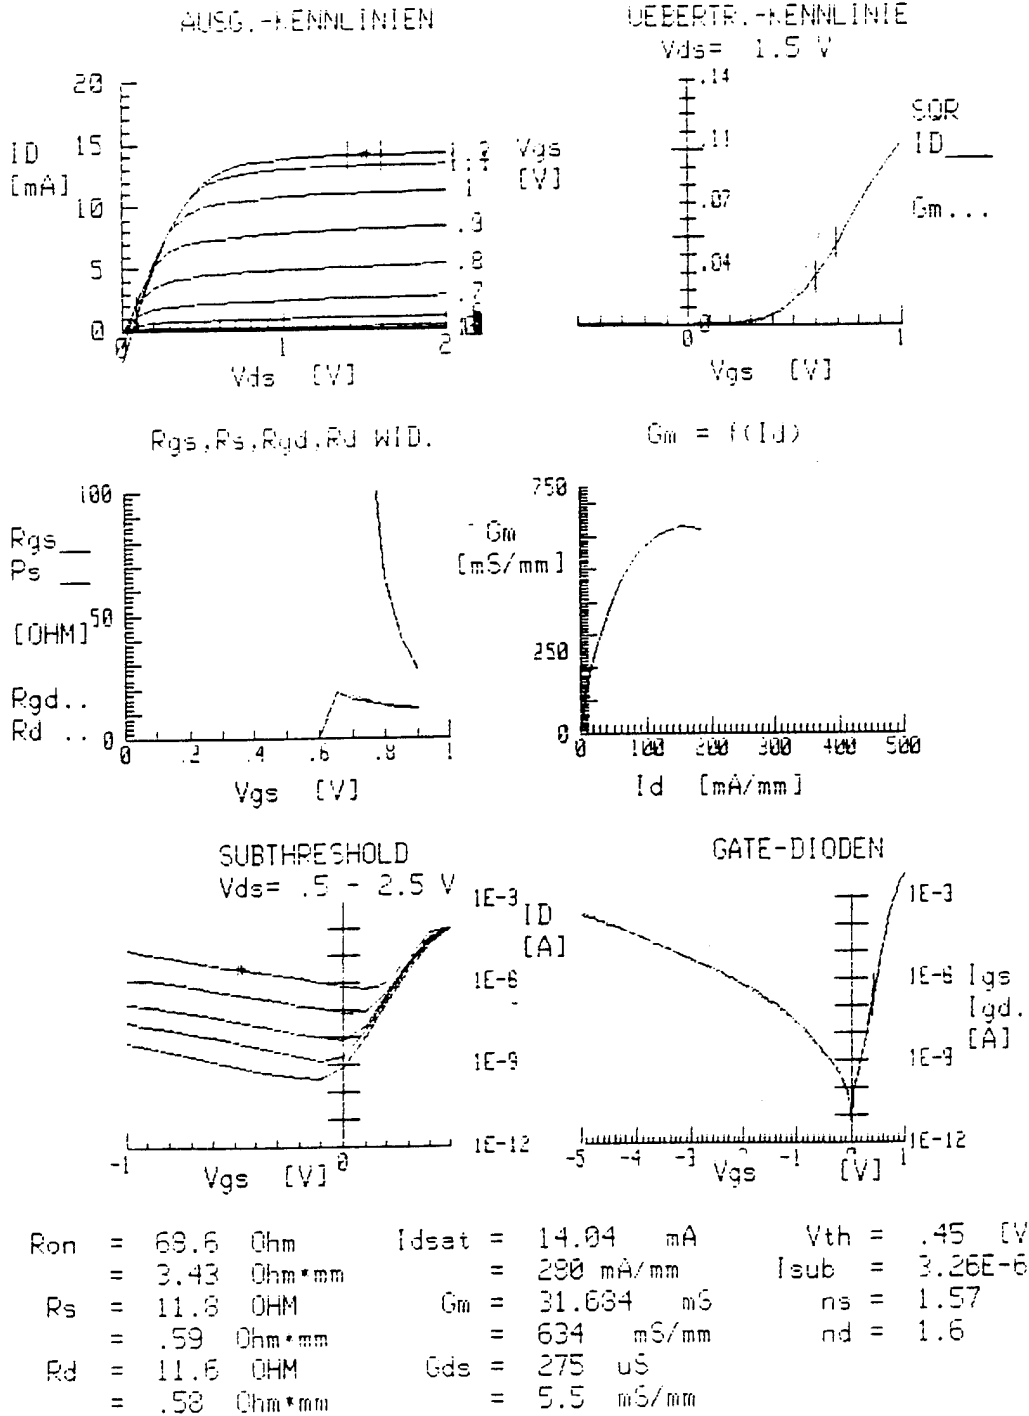 AUSG.-KENNLINIEN
20
15
10
5
0
ID
[mA]
1
.9
.8
Vgs
[V]
0 1 2
Vds [V]
UEBERTR.-KENNLINIE
Vds= 1.5 V
.14
.11
.07
.04
SQR
ID
Gm...
0 1
Vgs [V]
Rgs,Rs,Rgd,Rd WID.
100
50
0
Rgs
Rs
[OHM]
Rgd..
Rd ..
0 .2 .4 .6 .8 1
Vgs [V]
Gm = f(Id)
750
250
0
Gm
[mS/mm]
0 100 200 300 400 500
Id [mA/mm]
SUBTHRESHOLD
Vds= .5 - 2.5 V
1E-3
1E-6
1E-9
1E-12
ID
[A]
-1 0
Vgs [V]
GATE-DIODEN
1E-3
1E-6
1E-9
1E-12
Igs
Igd.
[A]
-5 -4 -3 -1 1
Vgs [V]
Ron = 69.6 Ohm
= 3.43 Ohm*mm
Rs = 11.8 OHM
= .59 Ohm*mm
Rd = 11.6 OHM
= .58 Ohm*mm
Idsat = 14.04 mA
= 280 mA/mm
Gm = 31.684 mS
= 634 mS/mm
Gds = 275 uS
= 5.5 mS/mm
Vth = .45 [V
Isub = 3.26E-6
ns = 1.57
nd = 1.6